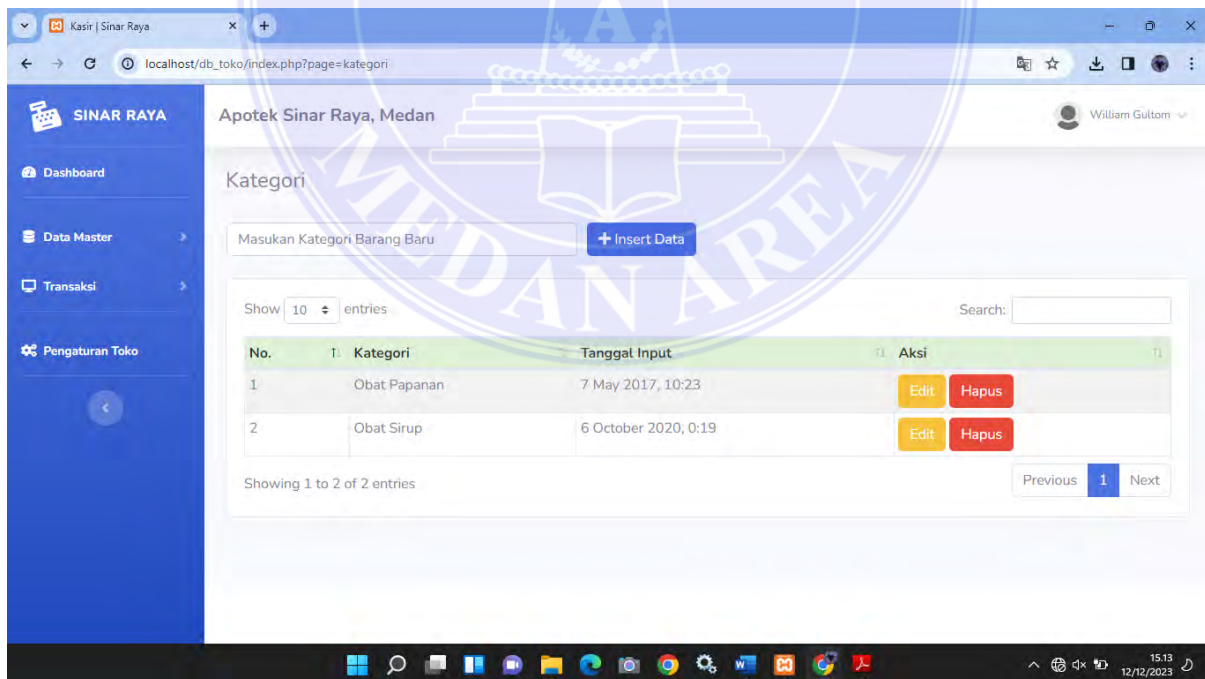 Kasir | Sinar Raya
localhost/db_toko/index.php?page=kategori
SINAR RAYA
Apotek Sinar Raya, Medan
William Gultom
Dashboard
Kategori
Data Master
Masukan Kategori Barang Baru
+ Insert Data
Transaksi
Show 10 entries
Search:
Pengaturan Toko
No. Kategori Tanggal Input Aksi
1 Obat Papanan 7 May 2017, 10:23 Edit Hapus
2 Obat Sirup 6 October 2020, 0:19 Edit Hapus
Showing 1 to 2 of 2 entries
Previous 1 Next
A
MEDAN AREA
15.13
12/12/2023